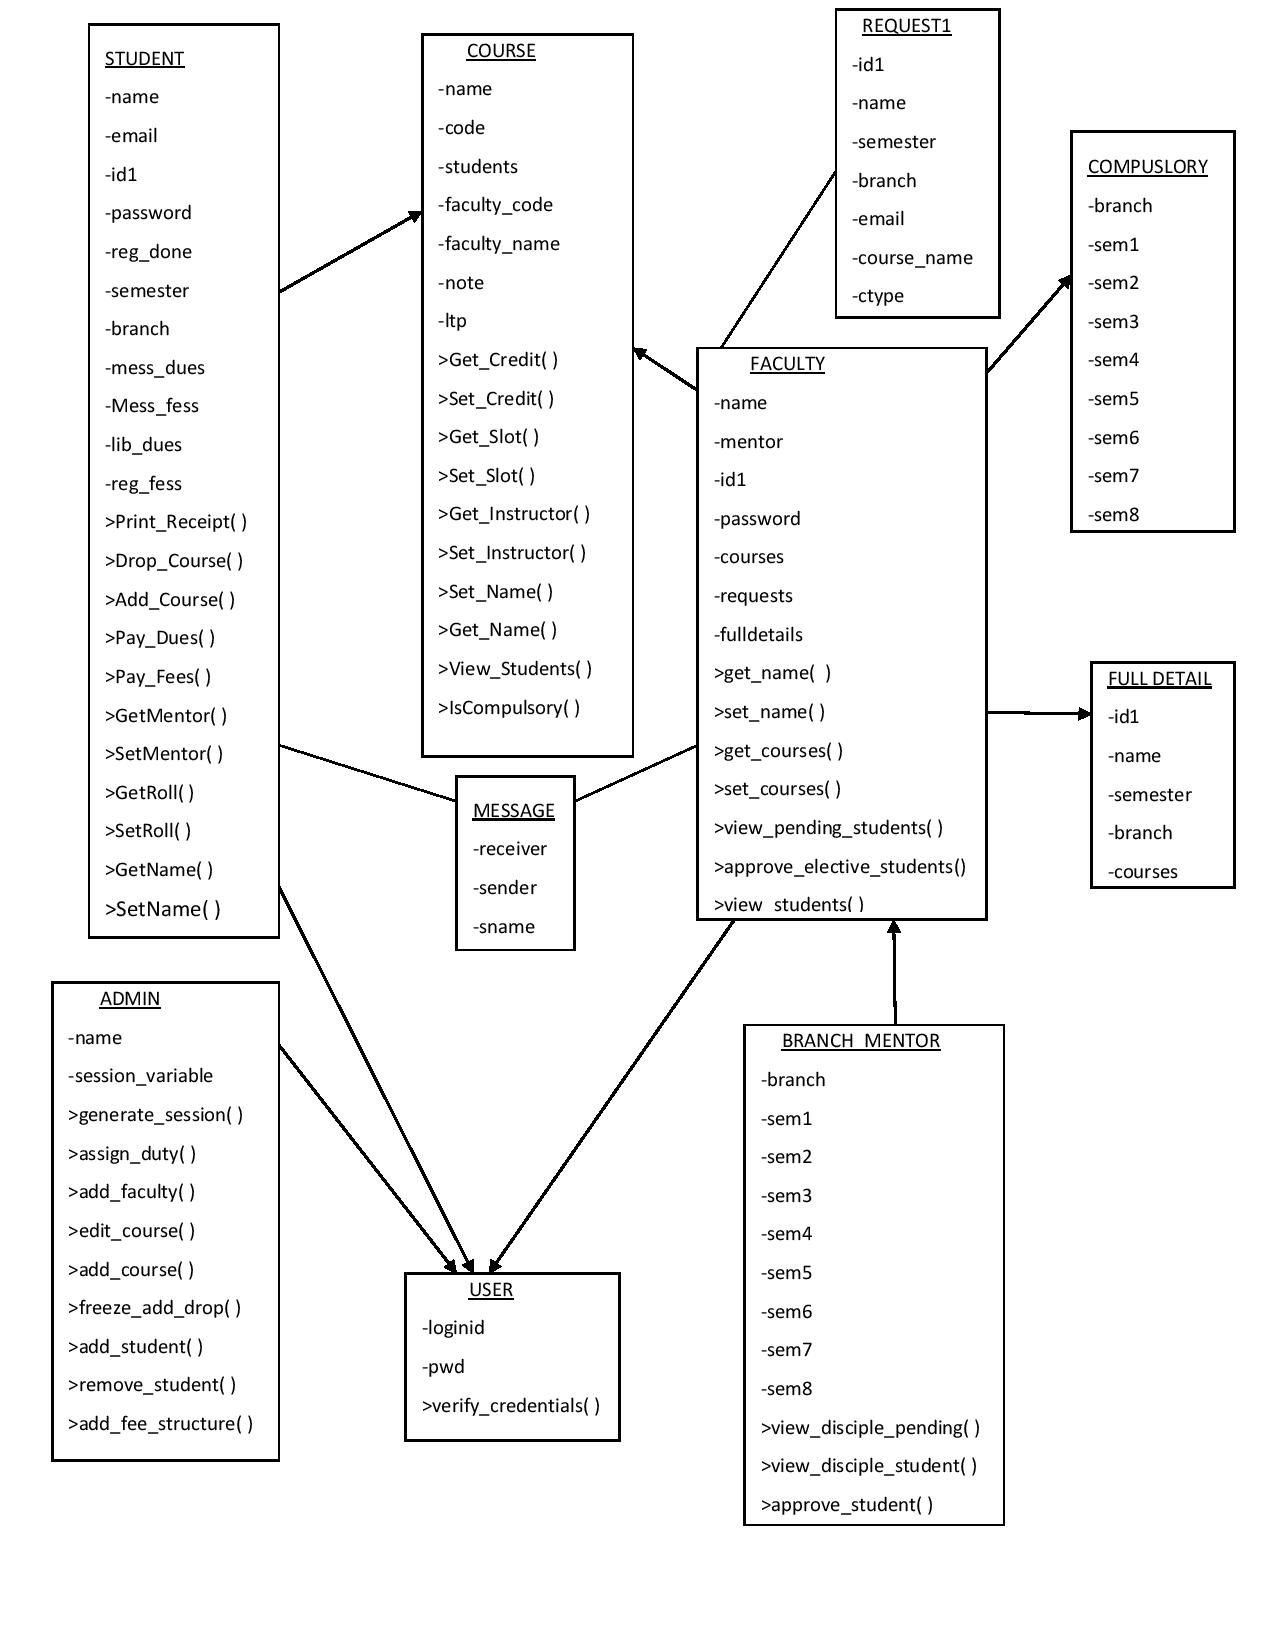 STUDENT
-name
-email
-id1
-password
-reg_done
-semester
-branch
-mess_dues
-Mess_fess
-lib_dues
-reg_fess
>Print_Receipt( )
>Drop_Course( )
>Add_Course( )
>Pay_Dues( )
>Pay_Fees( )
>GetMentor( )
>SetMentor( )
>GetRoll( )
>SetRoll( )
>GetName( )
>SetName( )
COURSE
-name
-code
-students
-faculty_code
-faculty_name
-note
-ltp
>Get_Credit( )
>Set_Credit( )
>Get_Slot( )
>Set_Slot( )
>Get_Instructor( )
>Set_Instructor( )
>Set_Name( )
>Get_Name( )
>View_Students( )
>IsCompulsory( )
REQUEST1
-id1
-name
-semester
-branch
-email
-course_name
-ctype
COMPUSLORY
-branch
-sem1
-sem2
-sem3
-sem4
-sem5
-sem6
-sem7
-sem8
FACULTY
-name
-mentor
-id1
-password
-courses
-requests
-fulldetails
>get_name( )
>set_name( )
>get_courses( )
>set_courses( )
>view_pending_students( )
>approve_elective_students()
>view_students( )
FULL DETAIL
-id1
-name
-semester
-branch
-courses
MESSAGE
-receiver
-sender
-sname
ADMIN
-name
-session_variable
>generate_session( )
>assign_duty( )
>add_faculty( )
>edit_course( )
>add_course( )
>freeze_add_drop( )
>add_student( )
>remove_student( )
>add_fee_structure( )
USER
-loginid
-pwd
>verify_credentials( )
BRANCH_MENTOR
-branch
-sem1
-sem2
-sem3
-sem4
-sem5
-sem6
-sem7
-sem8
>view_disciple_pending( )
>view_disciple_student( )
>approve_student( )